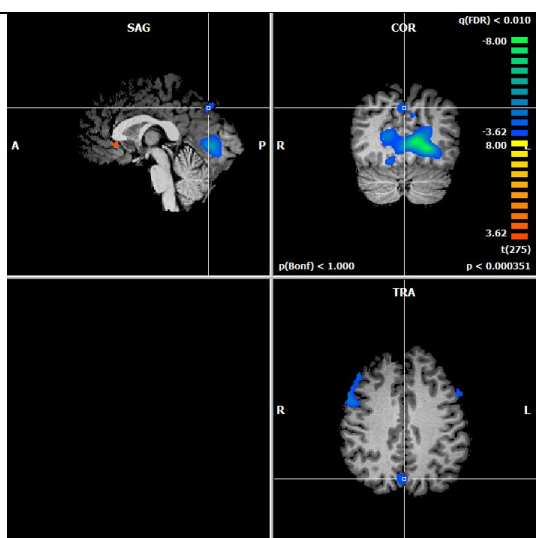 SAG
A
P
COR
q(FDR) < 0.010
-8.00
-3.62
8.00
L
R
3.62
t(275)
p(Bonf) < 1.000
p < 0.000351
TRA
R
L